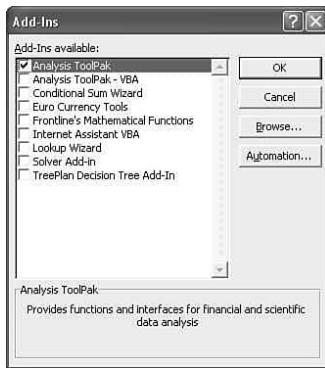 Add-Ins
Add-Ins available:
Analysis ToolPak
Analysis ToolPak - VBA
Conditional Sum Wizard
Euro Currency Tools
Frontline's Mathematical Functions
Internet Assistant VBA
Lookup Wizard
Solver Add-in
TreePlan Decision Tree Add-In
OK
Cancel
Browse...
Automation...
Analysis ToolPak
Provides functions and interfaces for financial and scientific
data analysis